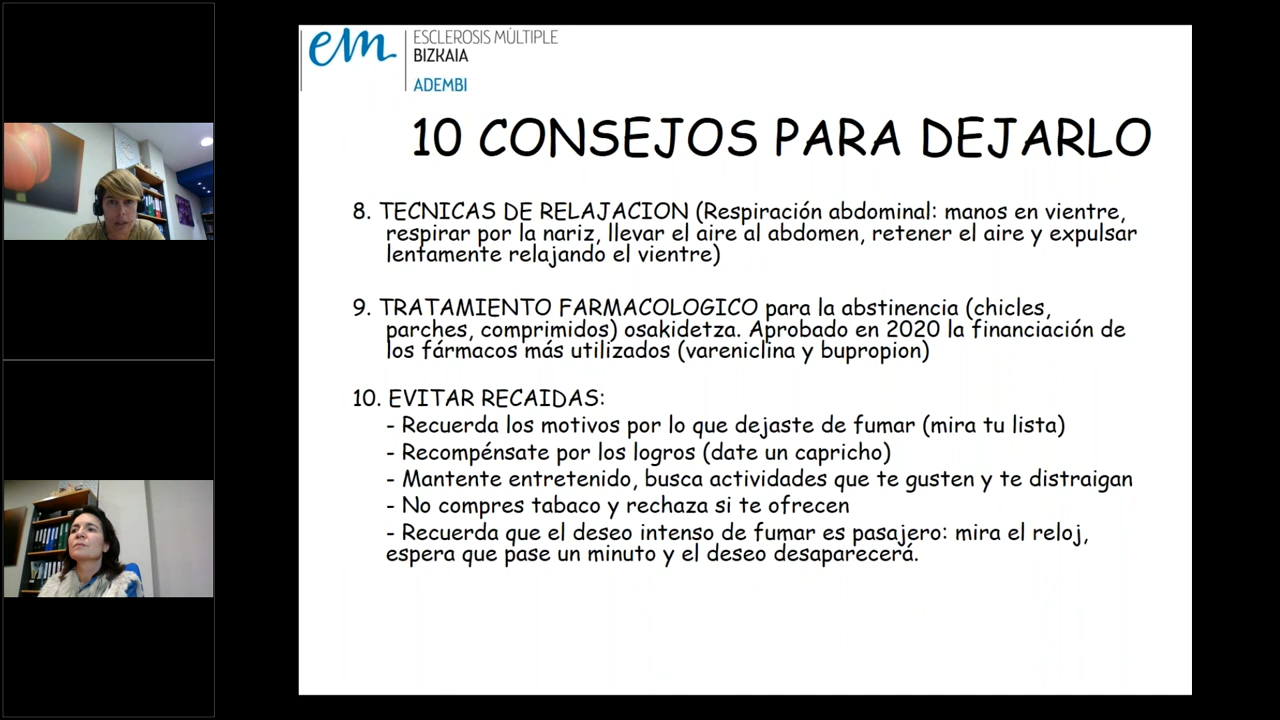 em ESCLEROSIS MÚLTIPLE
BIZKAIA
ADEMBI
10 CONSEJOS PARA DEJARLO
8. TECNICAS DE RELAJACION (Respiración abdominal: manos en vientre,
respirar por la nariz, llevar el aire al abdomen, retener el aire y expulsar
lentamente relajando el vientre)
9. TRATAMIENTO FARMACOLOGICO para la abstinencia (chicles,
parches, comprimidos) osakidetza. Aprobado en 2020 la financiación de
los fármacos más utilizados (vareniclina y bupropion)
10. EVITAR RECAIDAS:
- Recuerda los motivos por lo que dejaste de fumar (mira tu lista)
- Recompénsate por los logros (date un capricho)
- Mantente entretenido, busca actividades que te gusten y te distraigan
- No compres tabaco y rechaza si te ofrecen
- Recuerda que el deseo intenso de fumar es pasajero: mira el reloj,
espera que pase un minuto y el deseo desaparecerá.